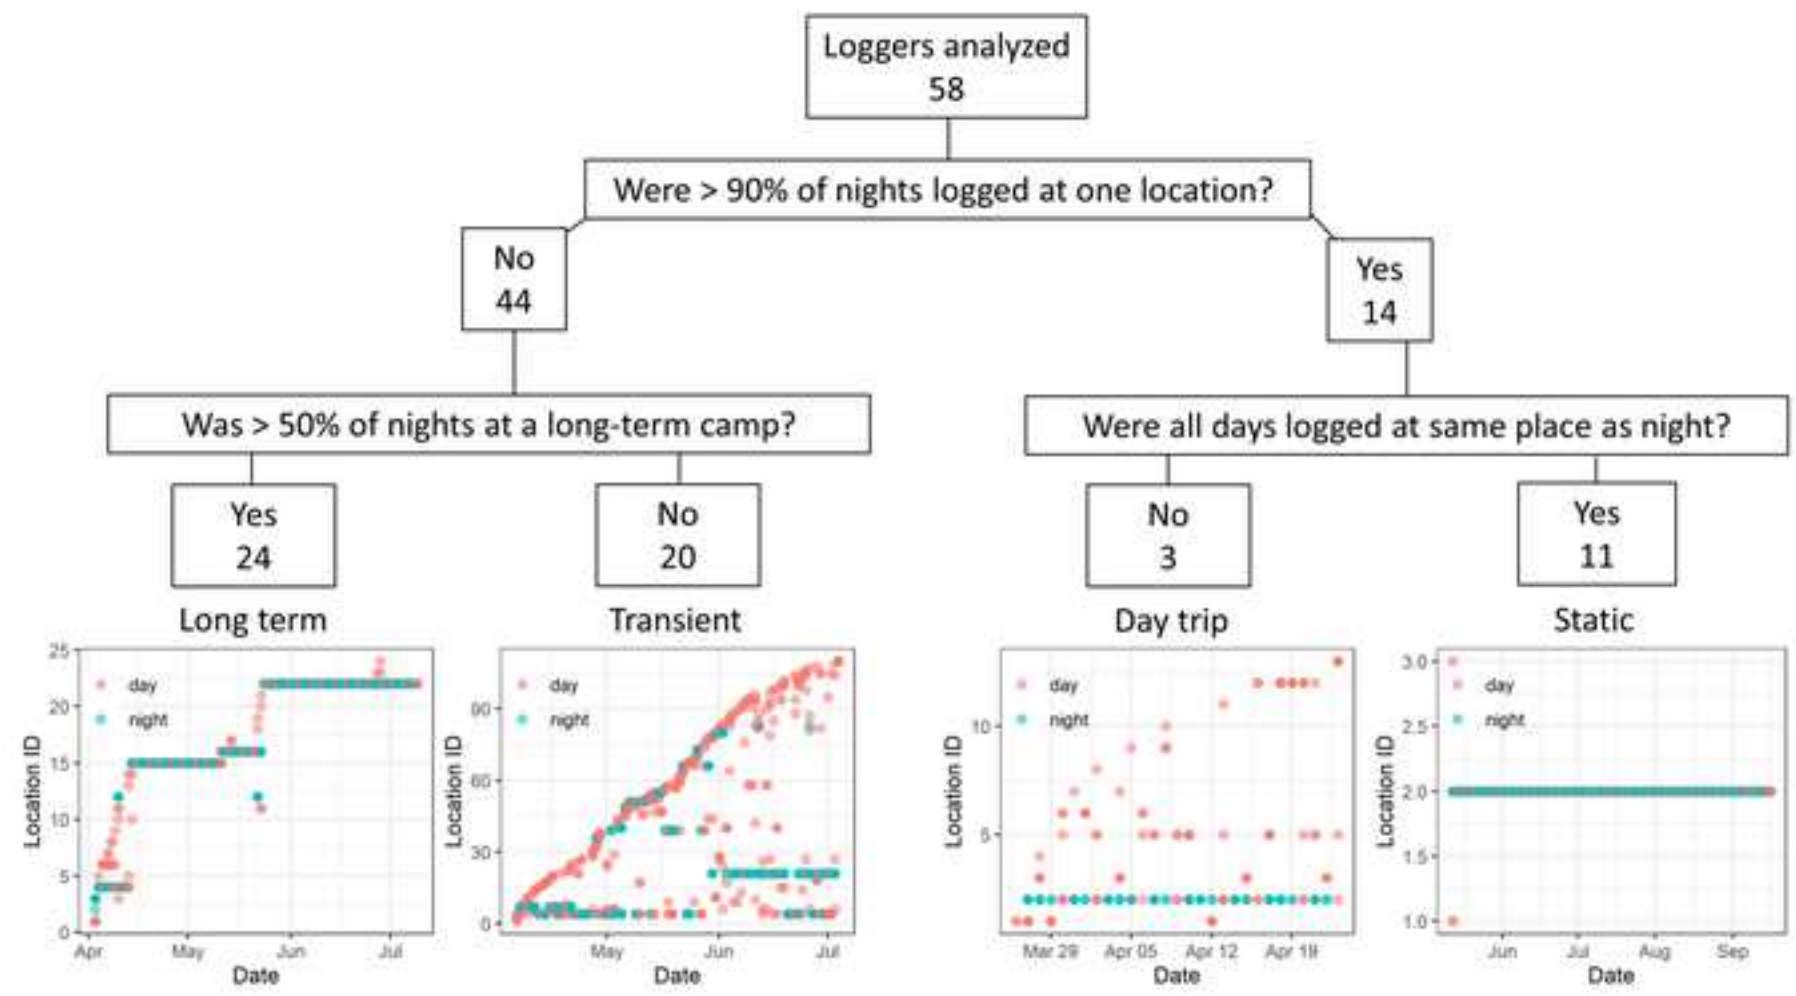 Loggers analyzed
58
Were > 90% of nights logged at one location?
No
44
Yes
14
Was > 50% of nights at a long-term camp?
Were all days logged at same place as night?
Yes
24
No
20
No
3
Yes
11
Long term
Transient
Day trip
Static
25
20
15
10
5
0
Location ID
day
night
Apr
May
Jun
Jul
Date
90
60
30
0
Location ID
day
night
May
Jun
Jul
Date
10
5
Location ID
day
night
Mar 29
Apr 05
Apr 12
Apr 19
Date
3.0
2.5
2.0
1.5
1.0
Location ID
day
night
Jun
Jul
Aug
Sep
Date